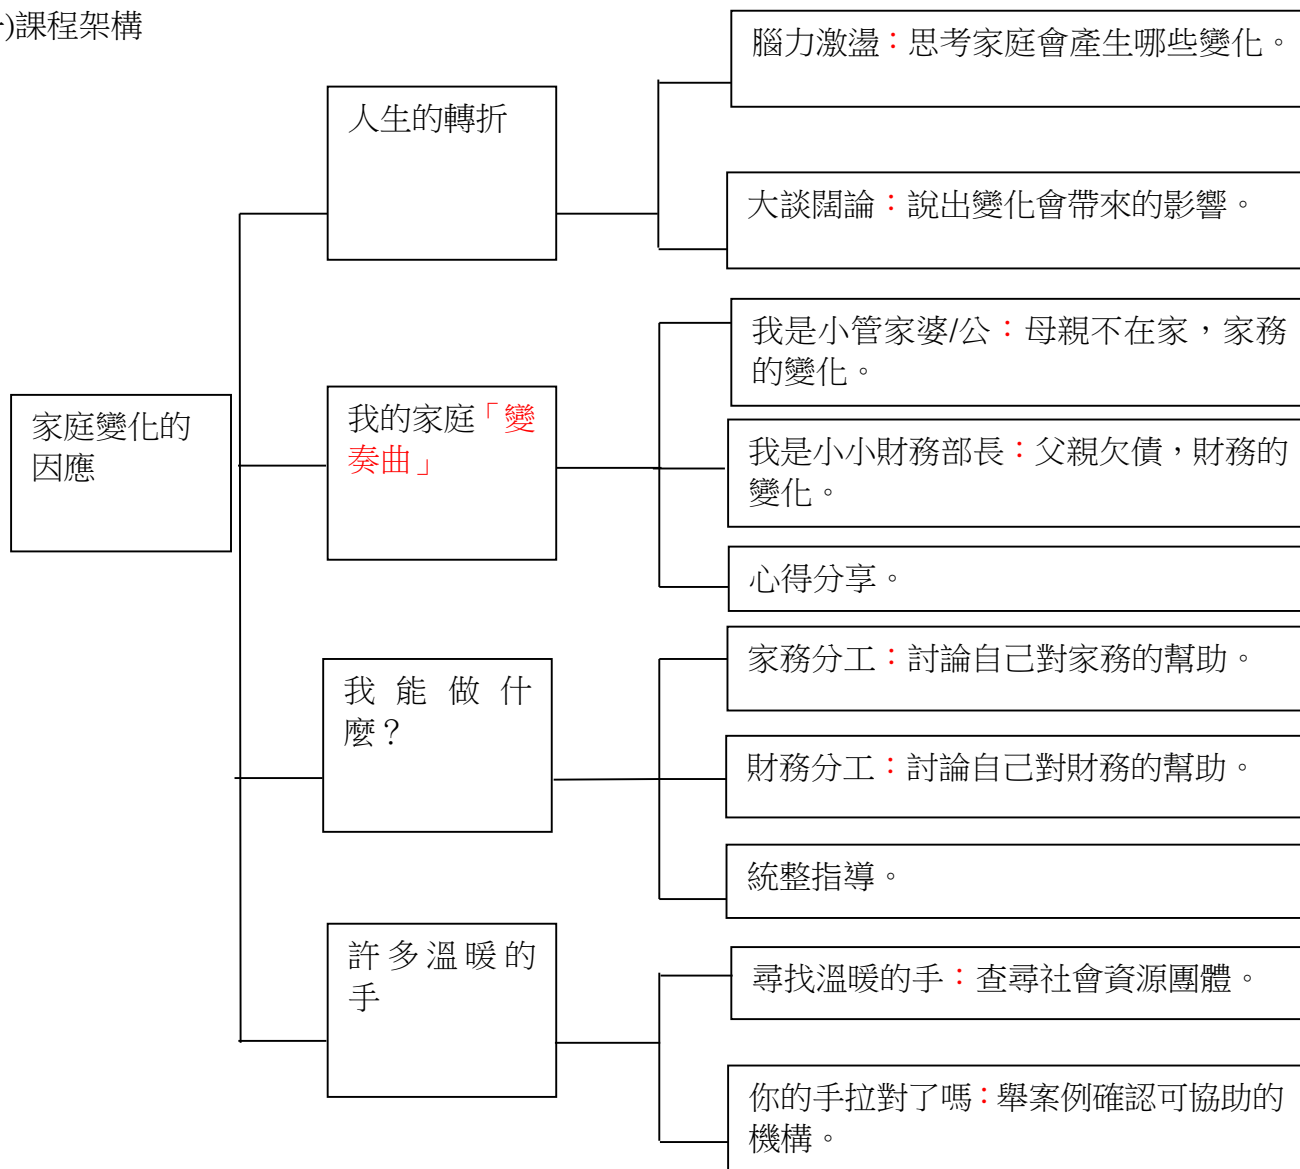 )課程架構
腦力激盪：思考家庭會產生哪些變化。
人生的轉折
大談闊論：說出變化會帶來的影響。
我是小管家婆/公：母親不在家，家務
的變化。
家庭變化的
因應
我的家庭「變
奏曲」
我是小小財務部長：父親欠債，財務的
變化。
心得分享。
家務分工：討論自己對家務的幫助。
我能做什
麼？
財務分工：討論自己對財務的幫助。
統整指導。
許多溫暖的
手
尋找溫暖的手：查尋社會資源團體。
你的手拉對了嗎：舉案例確認可協助的
機構。